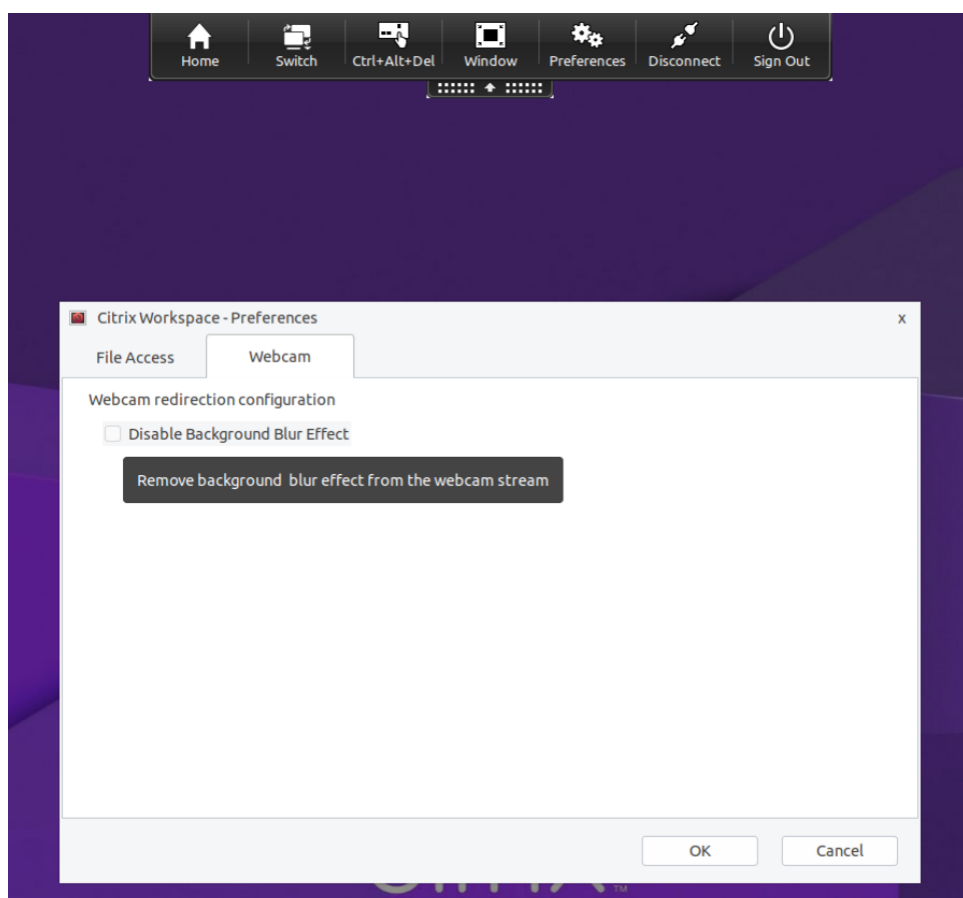 Home Switch Ctrl+Alt+Del Window Preferences Disconnect Sign Out
Citrix Workspace - Preferences x
File Access Webcam
Webcam redirection configuration
Disable Background Blur Effect
Remove background blur effect from the webcam stream
OK Cancel
TM